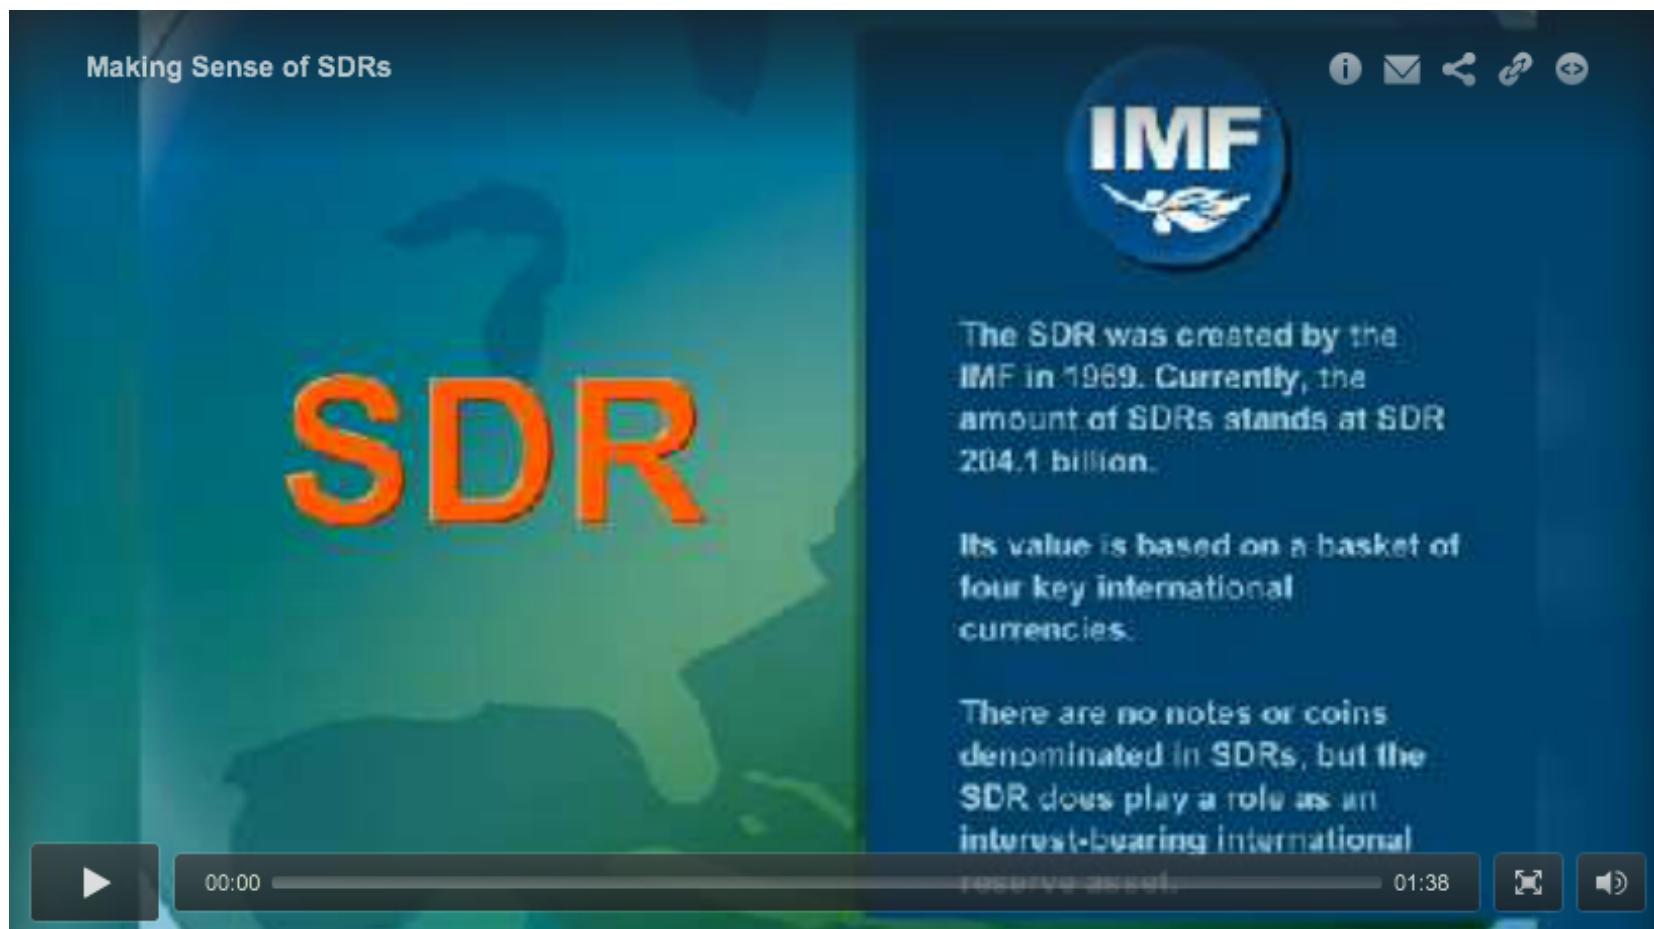 Making Sense of SDRs
IMF
SDR
The SDR was created by the
IMF in 1969. Currently, the
amount of SDRs stands at SDR
204.1 billion.
Its value is based on a basket of
four key international
currencies.
There are no notes or coins
denominated in SDRs, but the
SDR does play a role as an
interest-bearing international
reserve asset.
00:00
01:38